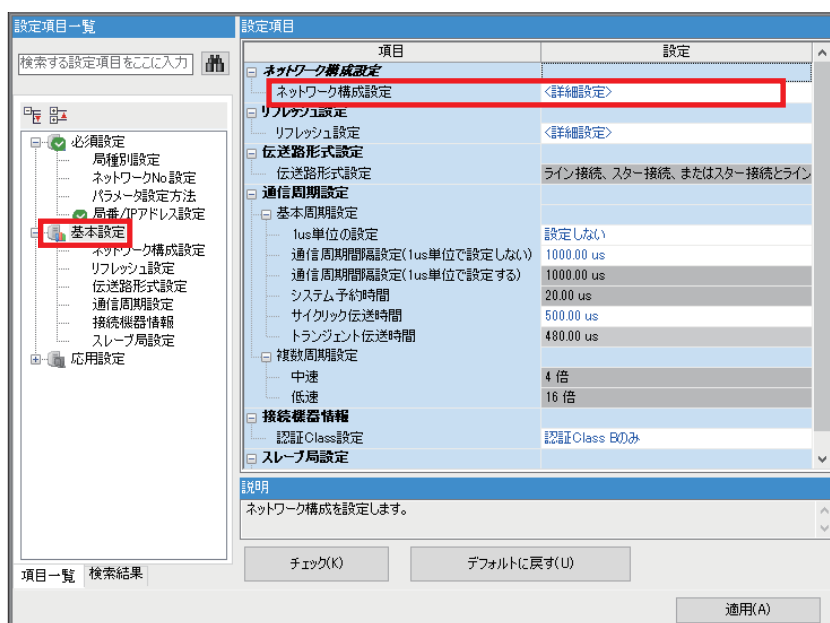 設定項目一覧
検索する設定項目をここに入力
必須設定
局種別設定
ネットワークNo設定
パラメータ設定方法
局番/IPアドレス設定
基本設定
ネットワーク構成設定
リフレッシュ設定
伝送路形式設定
通信周期設定
接続機器情報
スレーブ局設定
応用設定
項目一覧 検索結果
設定項目
項目 設定
ネットワーク構成設定
ネットワーク構成設定 <詳細設定>
リフレッシュ設定
リフレッシュ設定 <詳細設定>
伝送路形式設定
伝送路形式設定 ライン接続、スター接続、またはスター接続とライン
通信周期設定
基本周期設定
1us単位の設定 設定しない
通信周期間隔設定(1us単位で設定しない) 1000.00 us
通信周期間隔設定(1us単位で設定する) 1000.00 us
システム予約時間 20.00 us
サイクリック伝送時間 500.00 us
トランジェント伝送時間 480.00 us
複数周期設定
中速 4 倍
低速 16 倍
接続機器情報
認証Class設定 認証Class Bのみ
スレーブ局設定
説明
ネットワーク構成を設定します。
チェック(K) デフォルトに戻す(U)
適用(A)